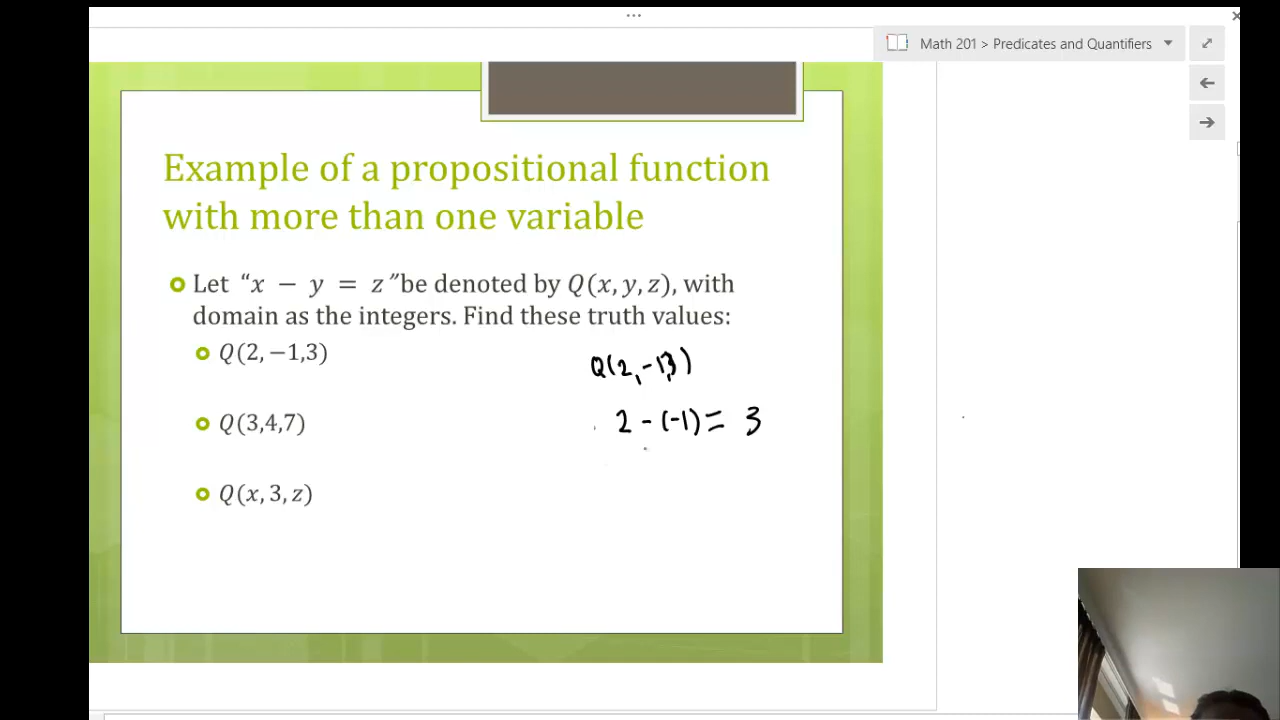 ...
Math 201 > Predicates and Quantifiers
Example of a propositional function
with more than one variable
Let “x − y = z” be denoted by Q(x, y, z), with
domain as the integers. Find these truth values:
Q(2, −1,3)
Q(2, -1,3)
2 - (-1) = 3
Q(3,4,7)
Q(x, 3, z)